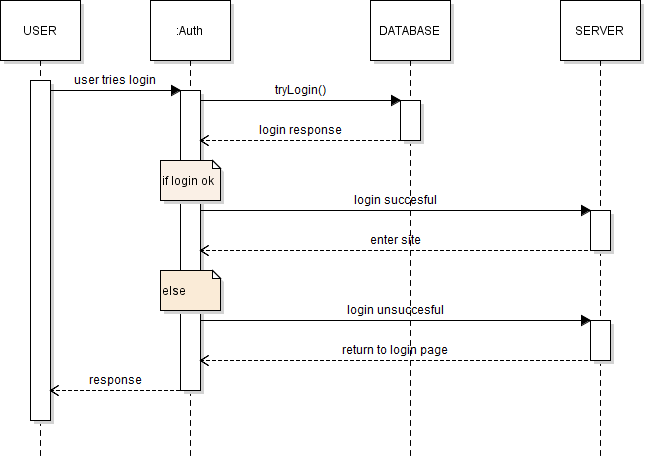 USER
:Auth
DATABASE
SERVER
user tries login
tryLogin()
login response
if login ok
login succesful
enter site
else
login unsuccesful
return to login page
response